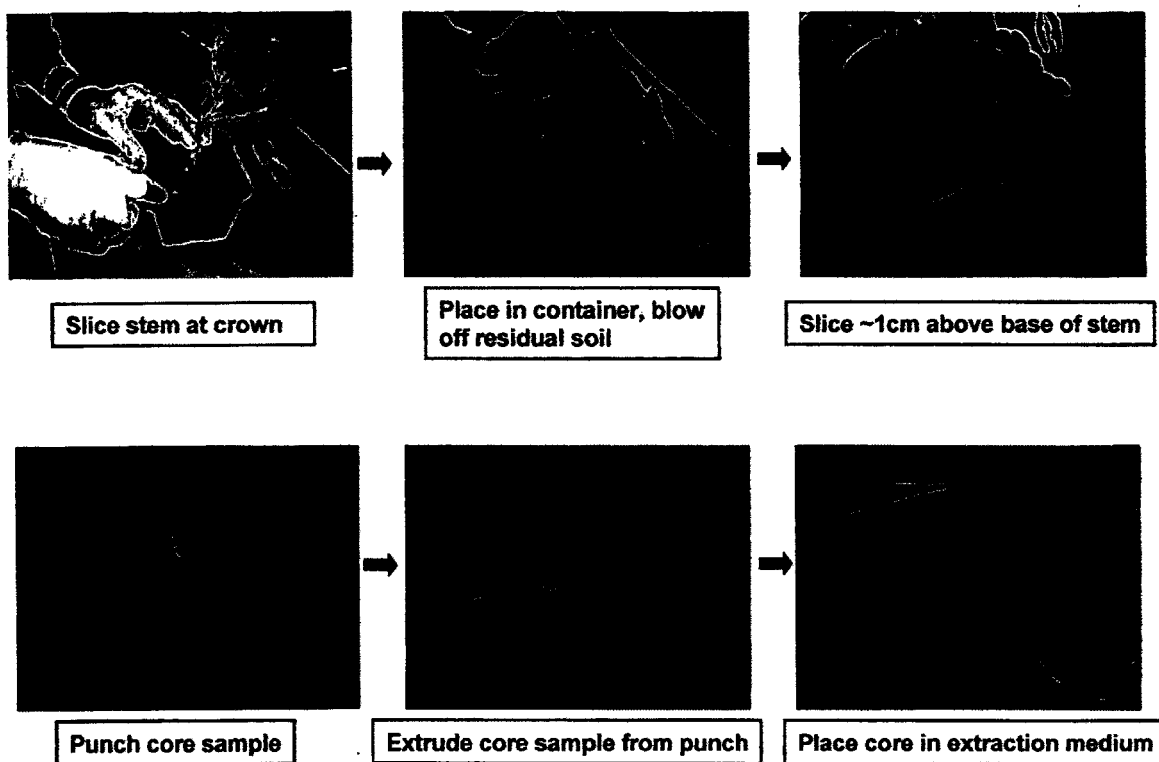 Slice stem at crown
Place in container, blow
off residual soil
Slice ~1cm above base of stem
Punch core sample
Extrude core sample from punch
Place core in extraction medium